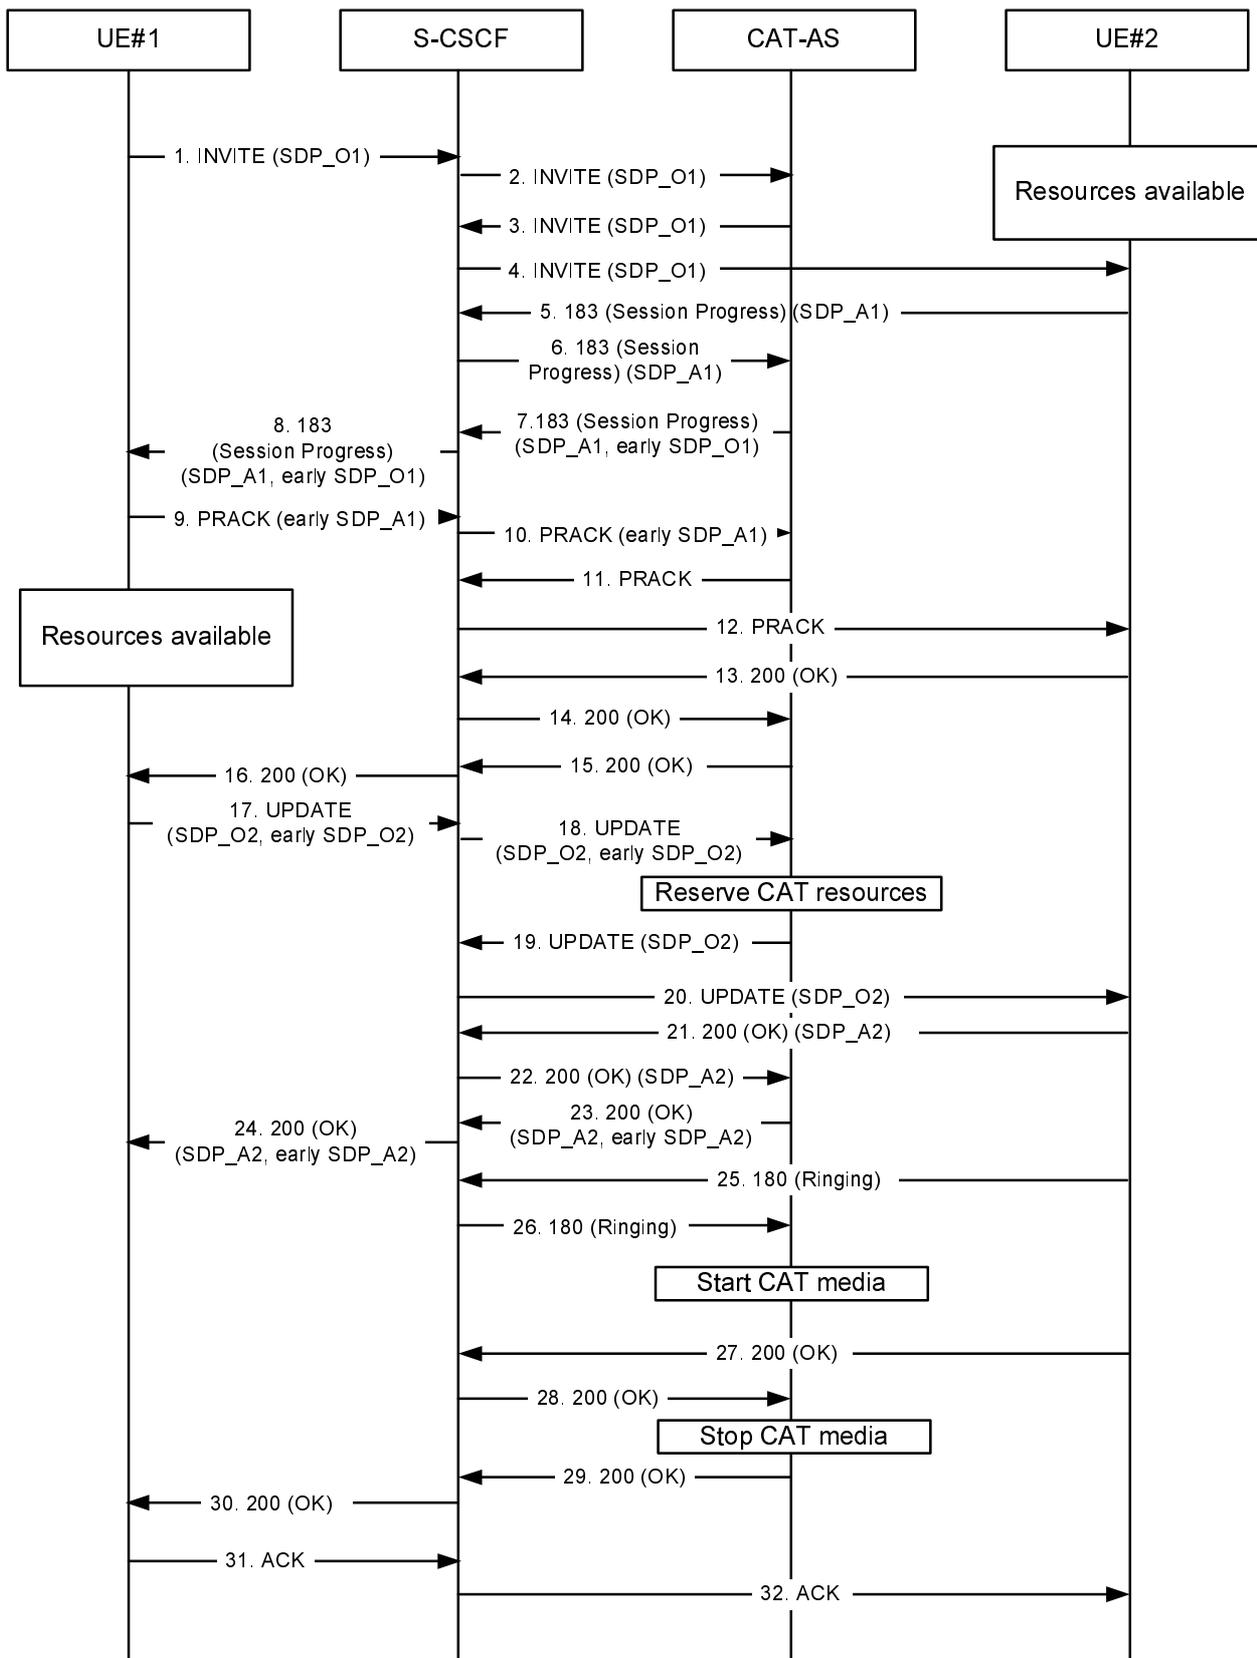 UE#1
S-CSCF
CAT-AS
UE#2
1. INVITE (SDP_O1)
Resources available
2. INVITE (SDP_O1)
3. INVITE (SDP_O1)
4. INVITE (SDP_O1)
5. 183 (Session Progress) (SDP_A1)
6. 183 (Session
Progress) (SDP_A1)
7.183 (Session Progress)
(SDP_A1, early SDP_O1)
8. 183
(Session Progress)
(SDP_A1, early SDP_O1)
9. PRACK (early SDP_A1)
10. PRACK (early SDP_A1)
11. PRACK
Resources available
12. PRACK
13. 200 (OK)
14. 200 (OK)
15. 200 (OK)
16. 200 (OK)
17. UPDATE
(SDP_O2, early SDP_O2)
18. UPDATE
(SDP_O2, early SDP_O2)
Reserve CAT resources
19. UPDATE (SDP_O2)
20. UPDATE (SDP_O2)
21. 200 (OK) (SDP_A2)
22. 200 (OK) (SDP_A2)
23. 200 (OK)
(SDP_A2, early SDP_A2)
24. 200 (OK)
(SDP_A2, early SDP_A2)
25. 180 (Ringing)
26. 180 (Ringing)
Start CAT media
27. 200 (OK)
28. 200 (OK)
Stop CAT media
29. 200 (OK)
30. 200 (OK)
31. ACK
32. ACK